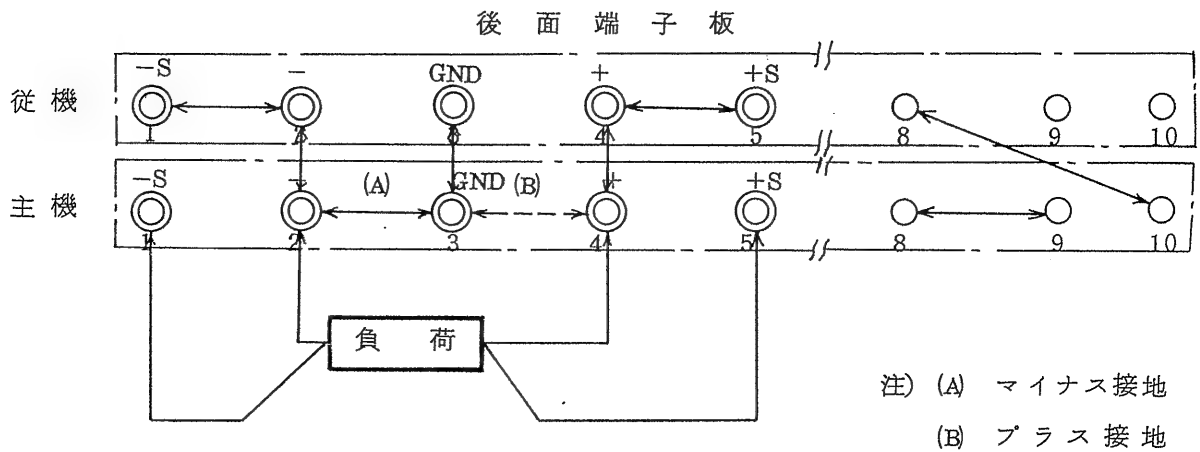 後面端子板
-S - GND + +S
従機
1 2 3 4 5 8 9 10
-S - (A) GND (B) + +S
主機
1 2 3 4 5 8 9 10
負荷
注) (A) マイナス接地
(B) プラス接地